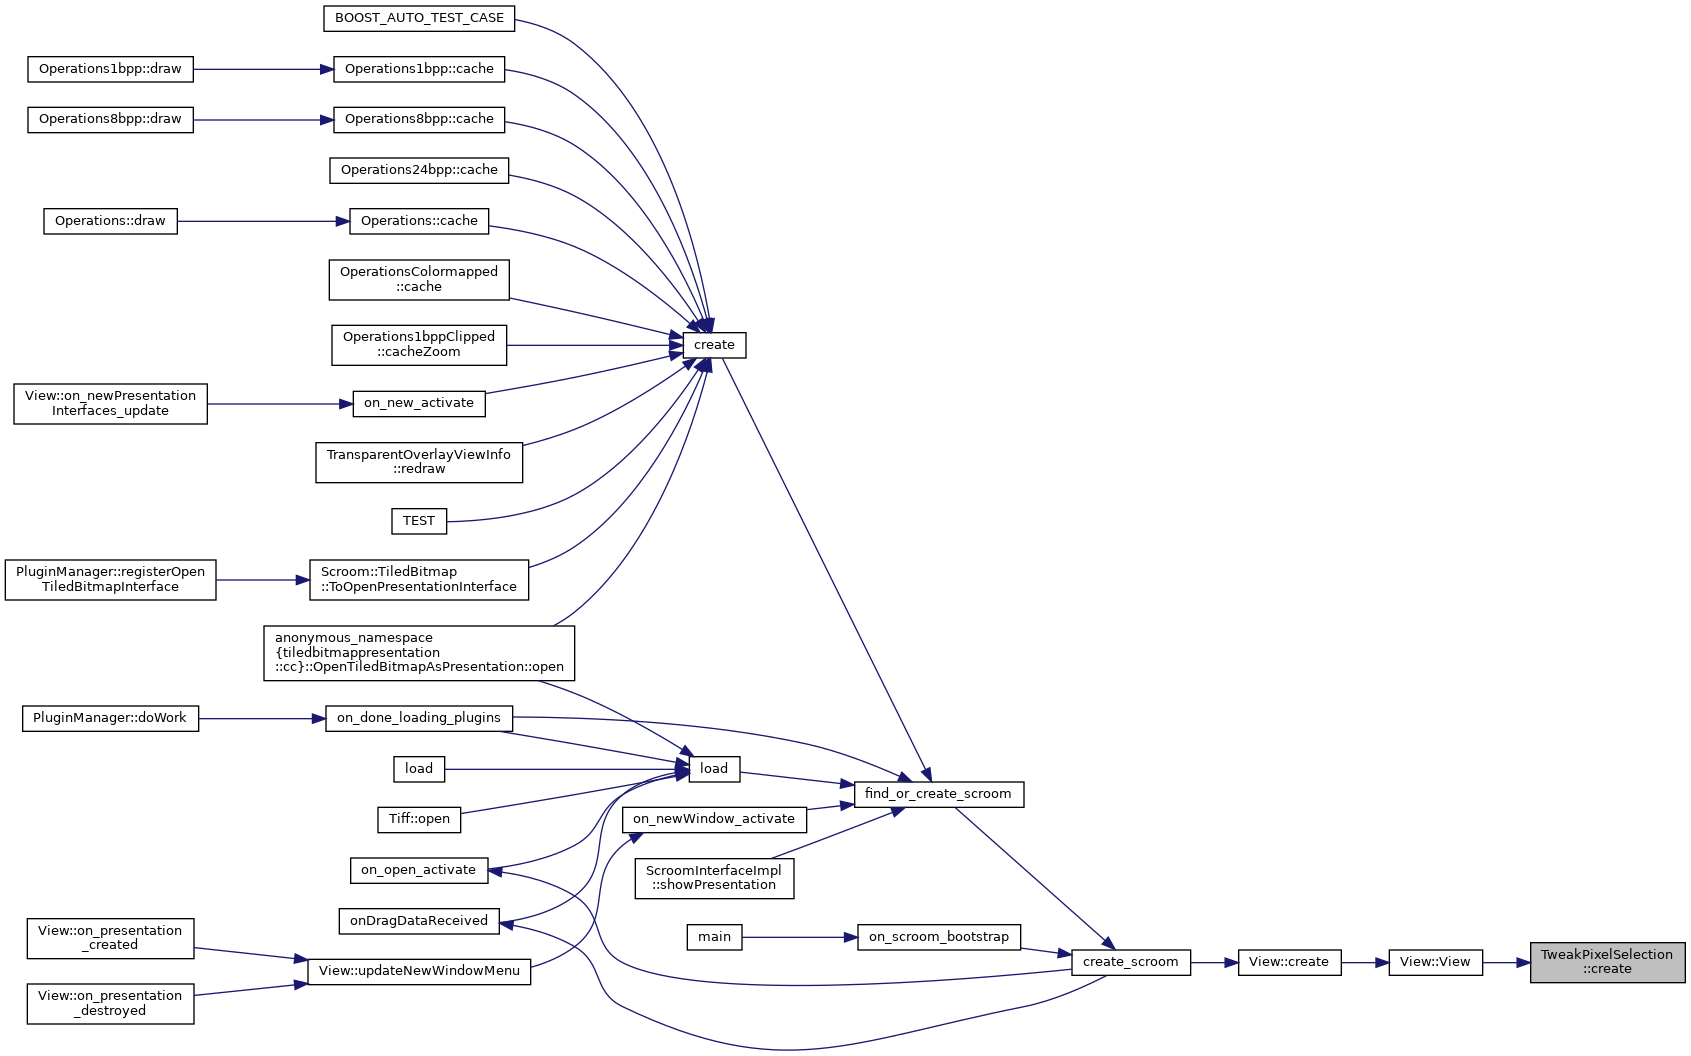 BOOST_AUTO_TEST_CASE
Operations1bpp::draw
Operations1bpp::cache
Operations8bpp::draw
Operations8bpp::cache
Operations24bpp::cache
Operations::draw
Operations::cache
OperationsColormapped
::cache
Operations1bppClipped
::cacheZoom
create
View::on_newPresentation
Interfaces_update
on_new_activate
TransparentOverlayViewInfo
::redraw
TEST
PluginManager::registerOpen
TiledBitmapInterface
Scroom::TiledBitmap
::ToOpenPresentationInterface
anonymous_namespace
{tiledbitmappresentation
::cc}::OpenTiledBitmapAsPresentation::open
PluginManager::doWork
on_done_loading_plugins
load
load
Tiff::open
find_or_create_scroom
on_newWindow_activate
on_open_activate
ScroomInterfaceImpl
::showPresentation
onDragDataReceived
View::on_presentation
_created
View::updateNewWindowMenu
View::on_presentation
_destroyed
main
on_scroom_bootstrap
create_scroom
View::create
View::View
TweakPixelSelection
::create